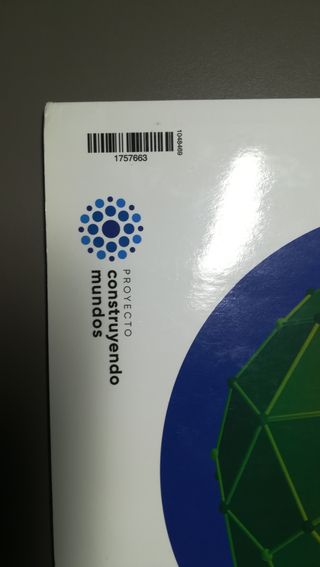 1757663
1048469
PROYECTO
construyendo
mundos